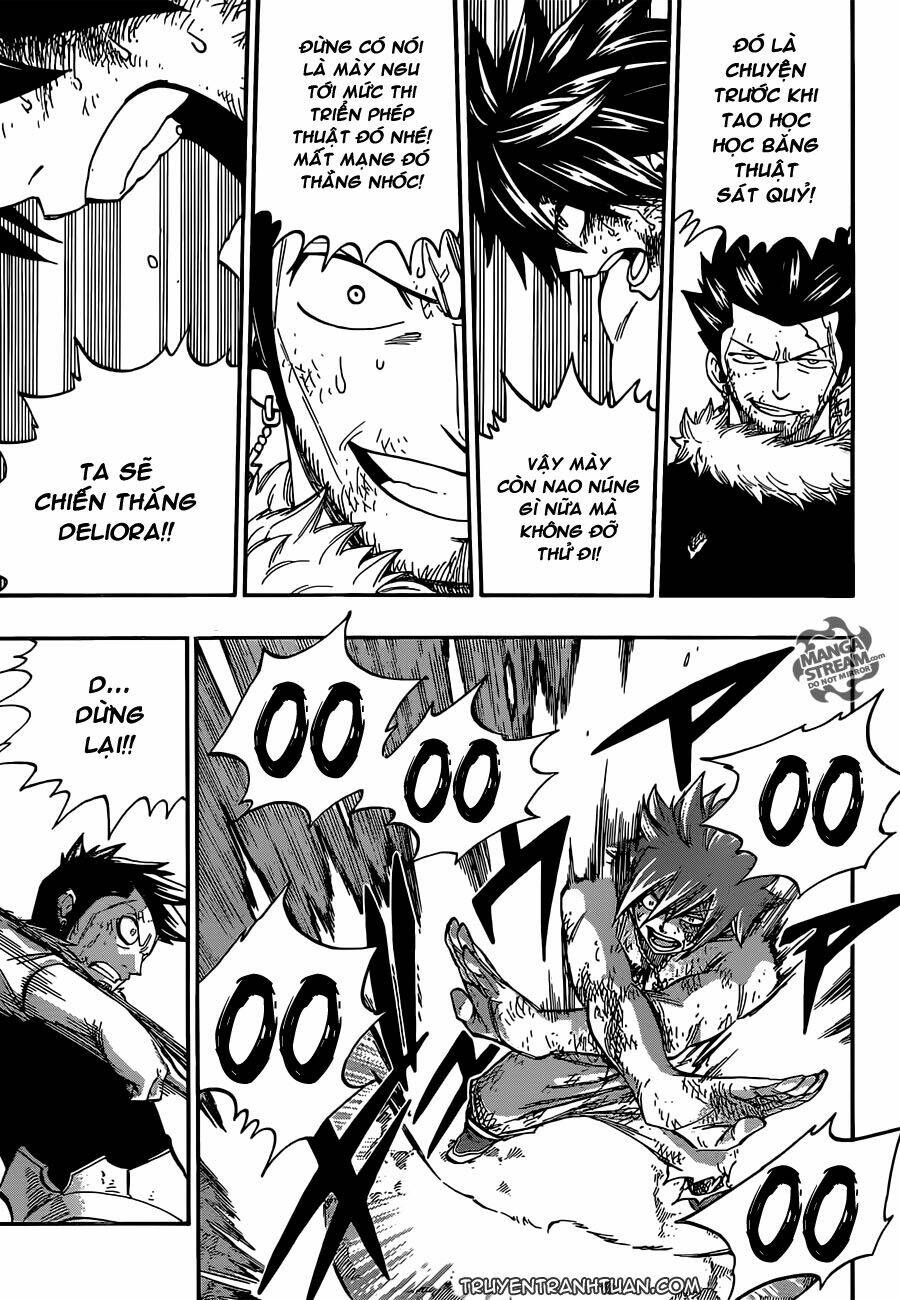 ĐÓ LÀ
CHUYỆN
TRƯỚC KHI
TAO HỌC
HỌC BĂNG
THUẬT
SÁT QUỶ!
VẬY MÀY
CÒN NAO NÚNG
GÌ NỮA MÀ
KHÔNG ĐỠ
THỬ ĐI!
ĐỪNG CÓ NÓI
LÀ MÀY NGU
TỚI MỨC THI
TRIỂN PHÉP
THUẬT ĐÓ NHÉ!
MẤT MẠNG ĐÓ
THẰNG NHÓC!
TA SẼ
CHIẾN THẮNG
DELIORA!!
MANGA
STREAM.com
DO NOT MIRROR!
OO
OO
OO
OO
OO
D...
DỪNG
LẠI!!
TRUYENTRANHTUAN.COM